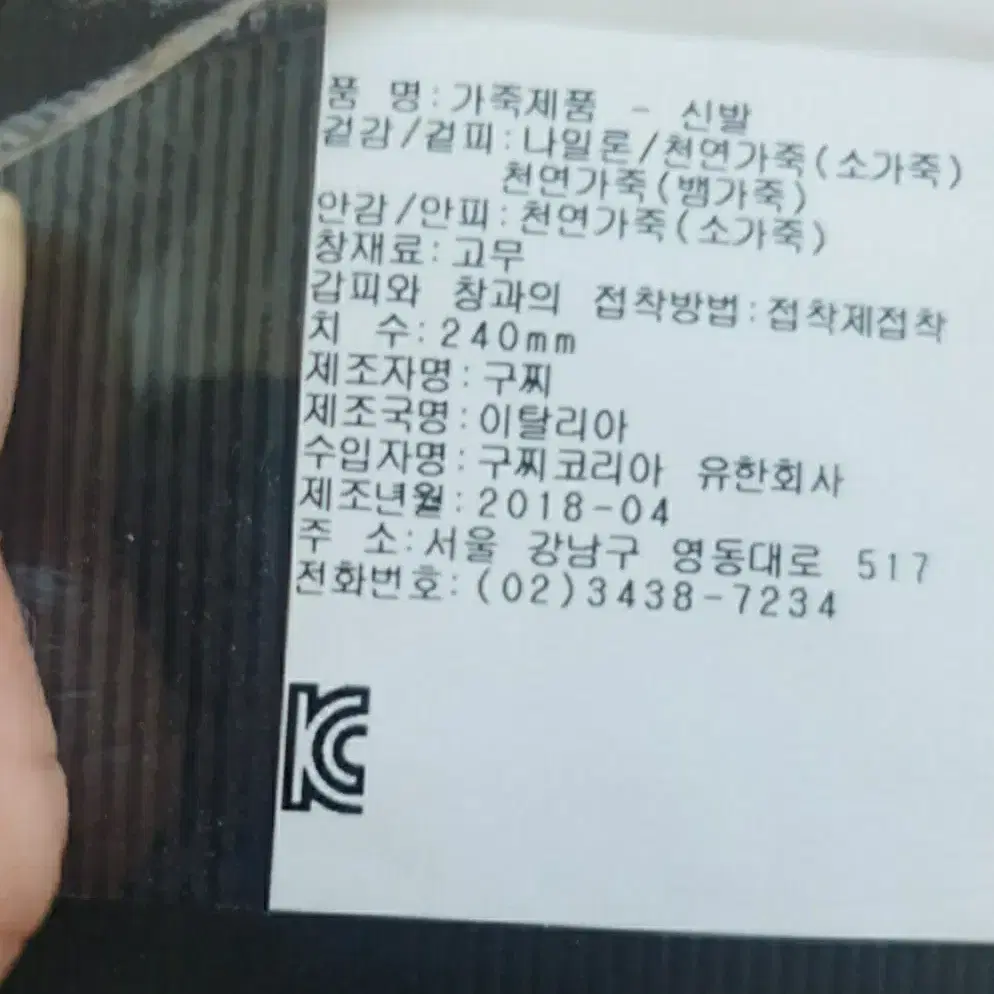 품 명:가죽제품 - 신발
겉감/겉피:나일론/천연가죽(소가죽)
천연가죽(뱀가죽)
안감/안피:천연가죽(소가죽)
창재료:고무
갑피와 창과의 접착방법:접착제접착
치 수:240mm
제조자명:구찌
제조국명:이탈리아
수입자명:구찌코리아 유한회사
제조년월:2018-04
주 소:서울 강남구 영동대로 517
전화번호:(02)3438-7234
KC